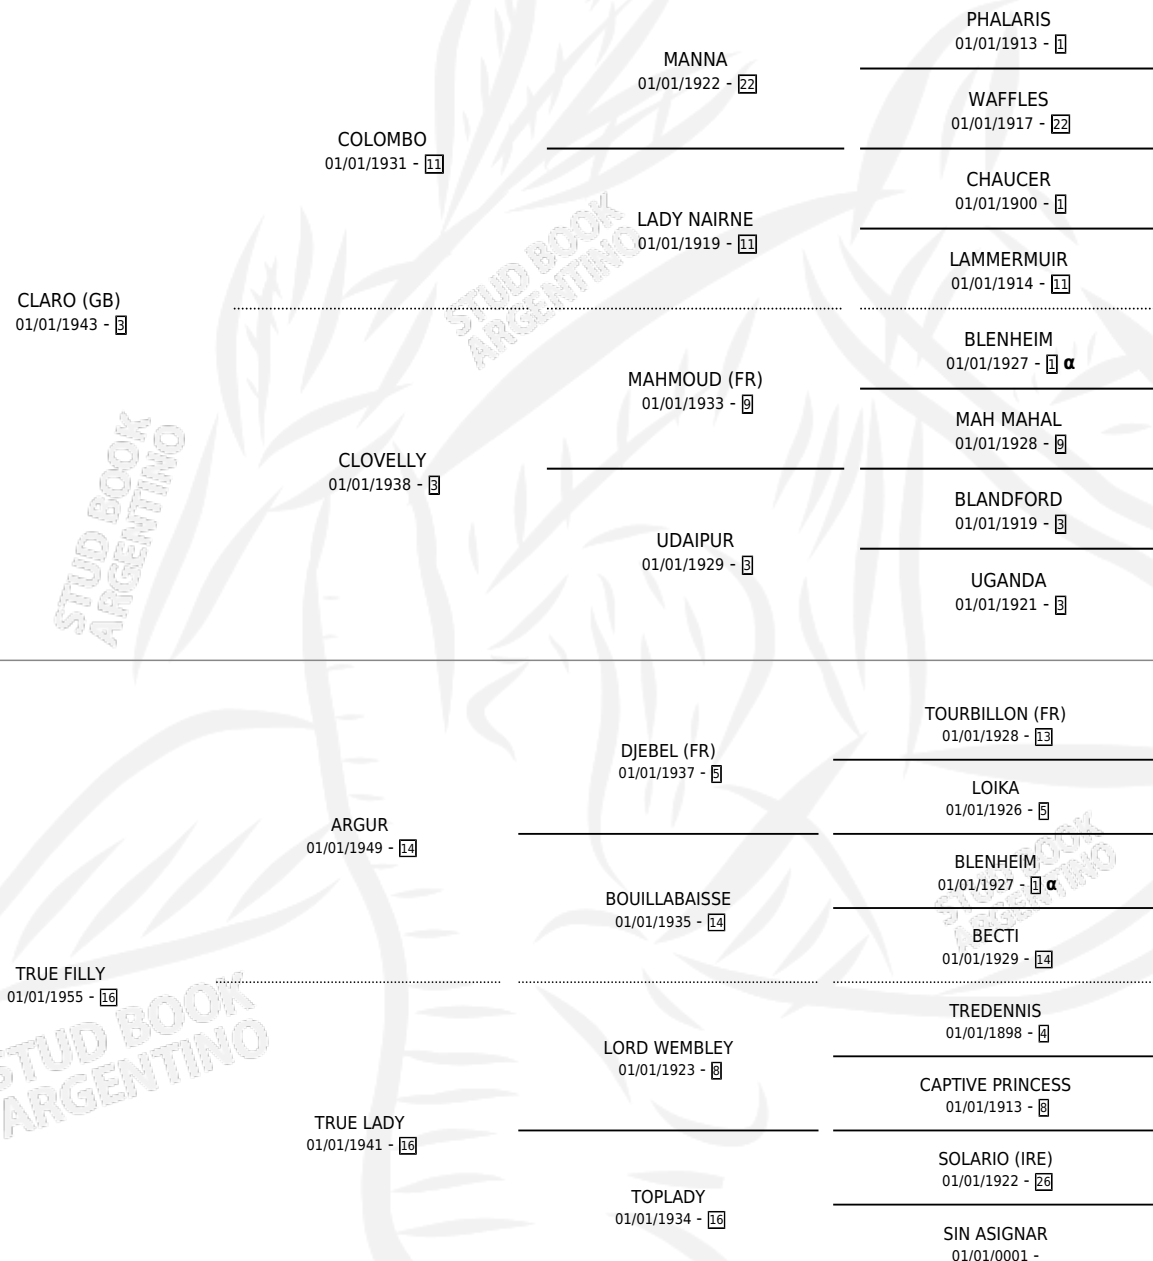 PHALARIS
01/01/1913 - 1
MANNA
01/01/1922 - 22
WAFFLES
01/01/1917 - 22
COLOMBO
01/01/1931 - 11
CHAUCER
01/01/1900 - 1
LADY NAIRNE
01/01/1919 - 11
LAMMERMUIR
01/01/1914 - 11
STUD BOOK
ARGENTINO
CLARO (GB)
01/01/1943 - 3
BLENHEIM
01/01/1927 - 1 α
MAHMOUD (FR)
01/01/1933 - 9
MAH MAHAL
01/01/1928 - 9
CLOVELLY
01/01/1938 - 3
BLANDFORD
01/01/1919 - 3
UDAIPUR
01/01/1929 - 3
UGANDA
01/01/1921 - 3
STUD BOOK
ARGENTINO
TOURBILLON (FR)
01/01/1928 - 13
DJEBEL (FR)
01/01/1937 - 5
LOIKA
01/01/1926 - 5
ARGUR
01/01/1949 - 14
BLENHEIM
01/01/1927 - 1 α
BOUILLABAISSE
01/01/1935 - 14
BECTI
01/01/1929 - 14
STUD BOOK
ARGENTINO
TRUE FILLY
01/01/1955 - 16
TREDENNIS
01/01/1898 - 4
LORD WEMBLEY
01/01/1923 - 8
CAPTIVE PRINCESS
01/01/1913 - 8
STUD BOOK
ARGENTINO
TRUE LADY
01/01/1941 - 16
SOLARIO (IRE)
01/01/1922 - 26
TOPLADY
01/01/1934 - 16
SIN ASIGNAR
01/01/0001 -